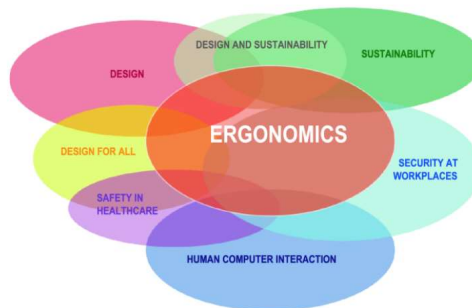 DESIGN AND SUSTAINABILITY
SUSTAINABILITY
DESIGN
ERGONOMICS
DESIGN FOR ALL
SECURITY AT
WORKPLACES
SAFETY IN
HEALTHCARE
HUMAN COMPUTER INTERACTION